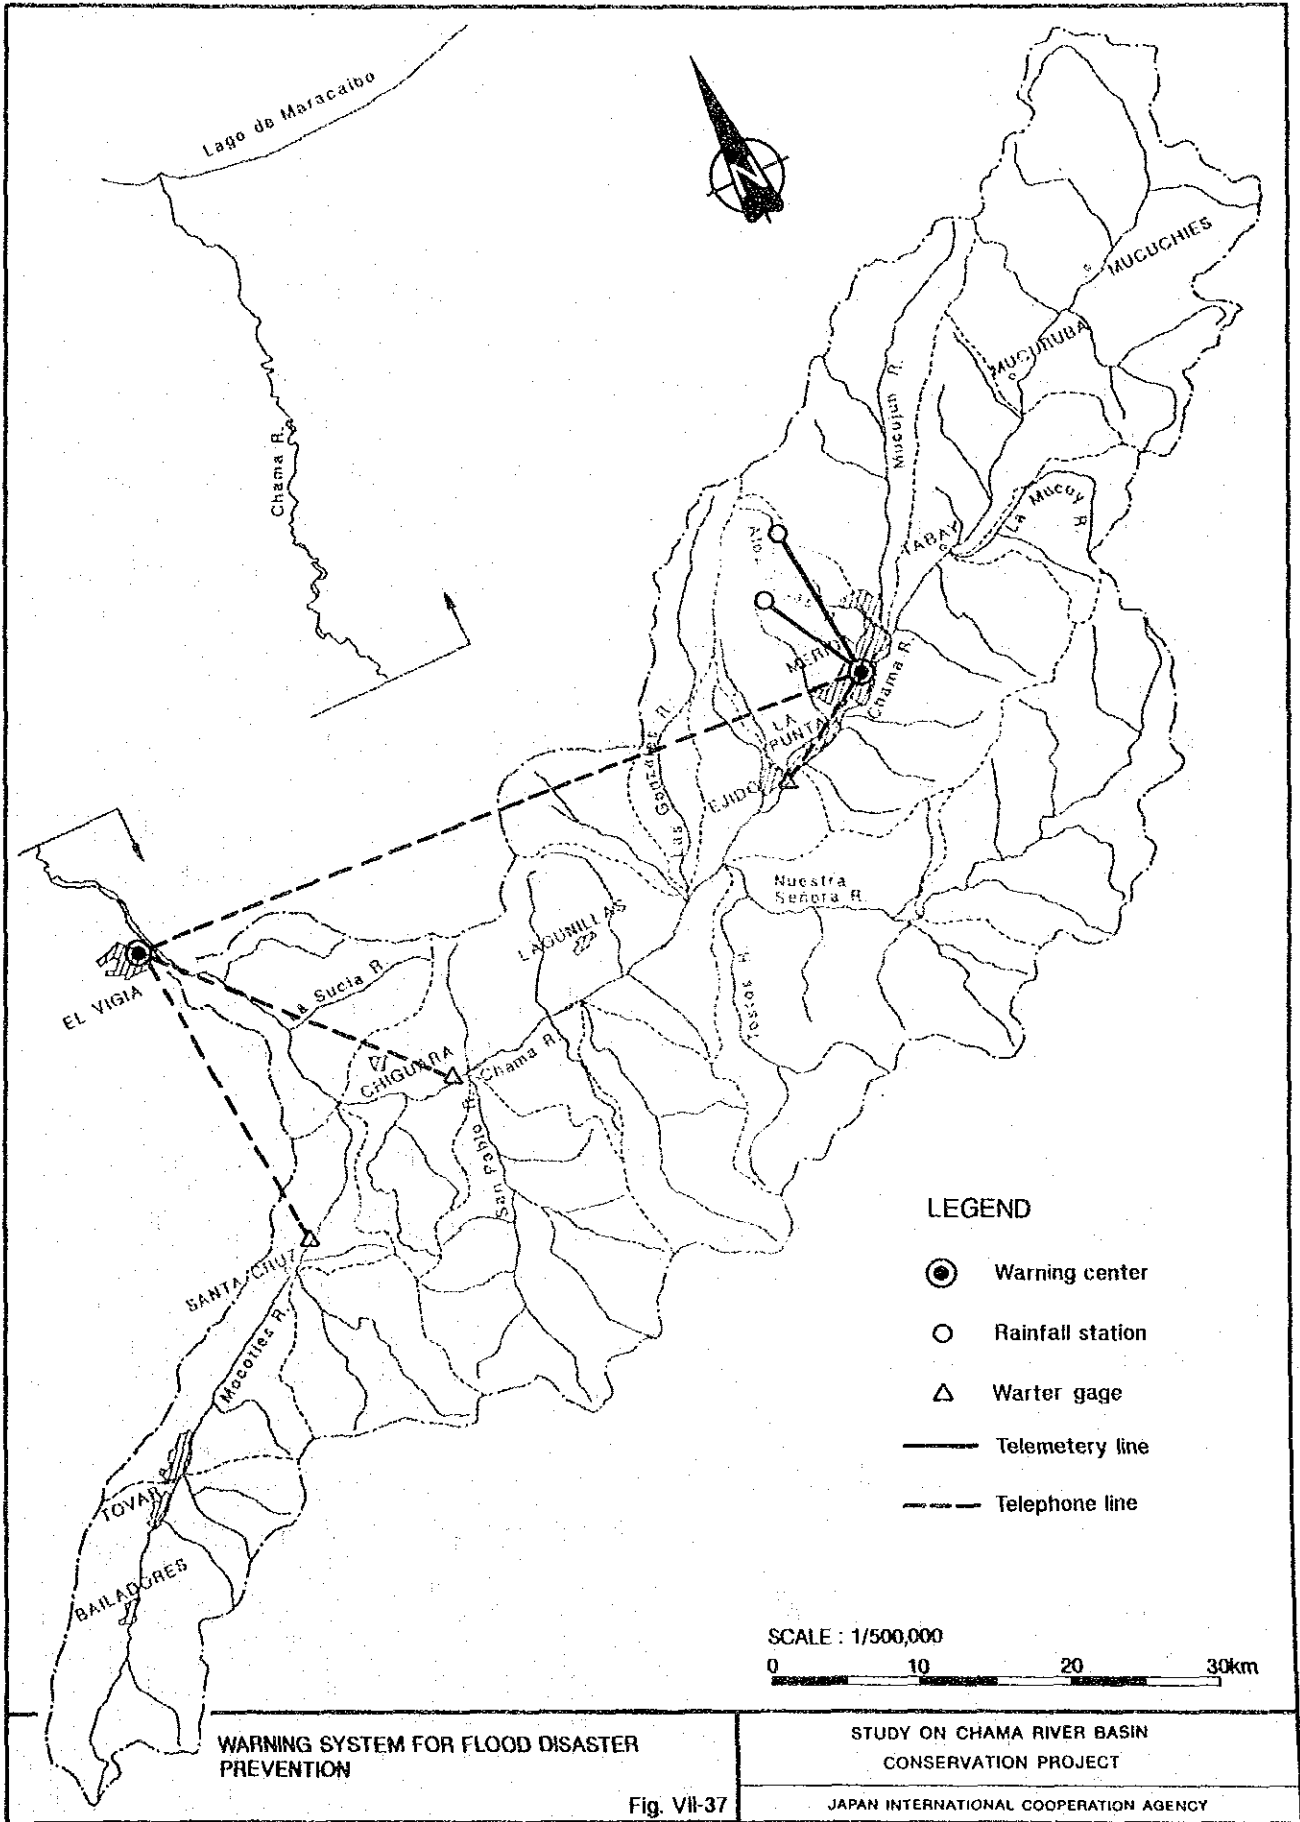 Lago de Maracaibo
N
MUCUCHIES
MUCURUBA
Mucujun R.
Chama R.
La Mucuy R.
TABAY
MERIDA
Chama R.
LA
PUNTA
Las Gonzalez R.
EJIDO
Nuestra
Señora R.
LAGUNILLAS
Tostos R.
EL VIGIA
La Sucia R.
CHIGUARA
Chama R.
San Pablo R.
SANTA CRUZ
Mocoties R.
TOVAR
BAILADORES
LEGEND
Warning center
Rainfall station
Warter gage
Telemetery line
Telephone line
SCALE : 1/500,000
0 10 20 30km
WARNING SYSTEM FOR FLOOD DISASTER
PREVENTION
Fig. VII-37
STUDY ON CHAMA RIVER BASIN
CONSERVATION PROJECT
JAPAN INTERNATIONAL COOPERATION AGENCY